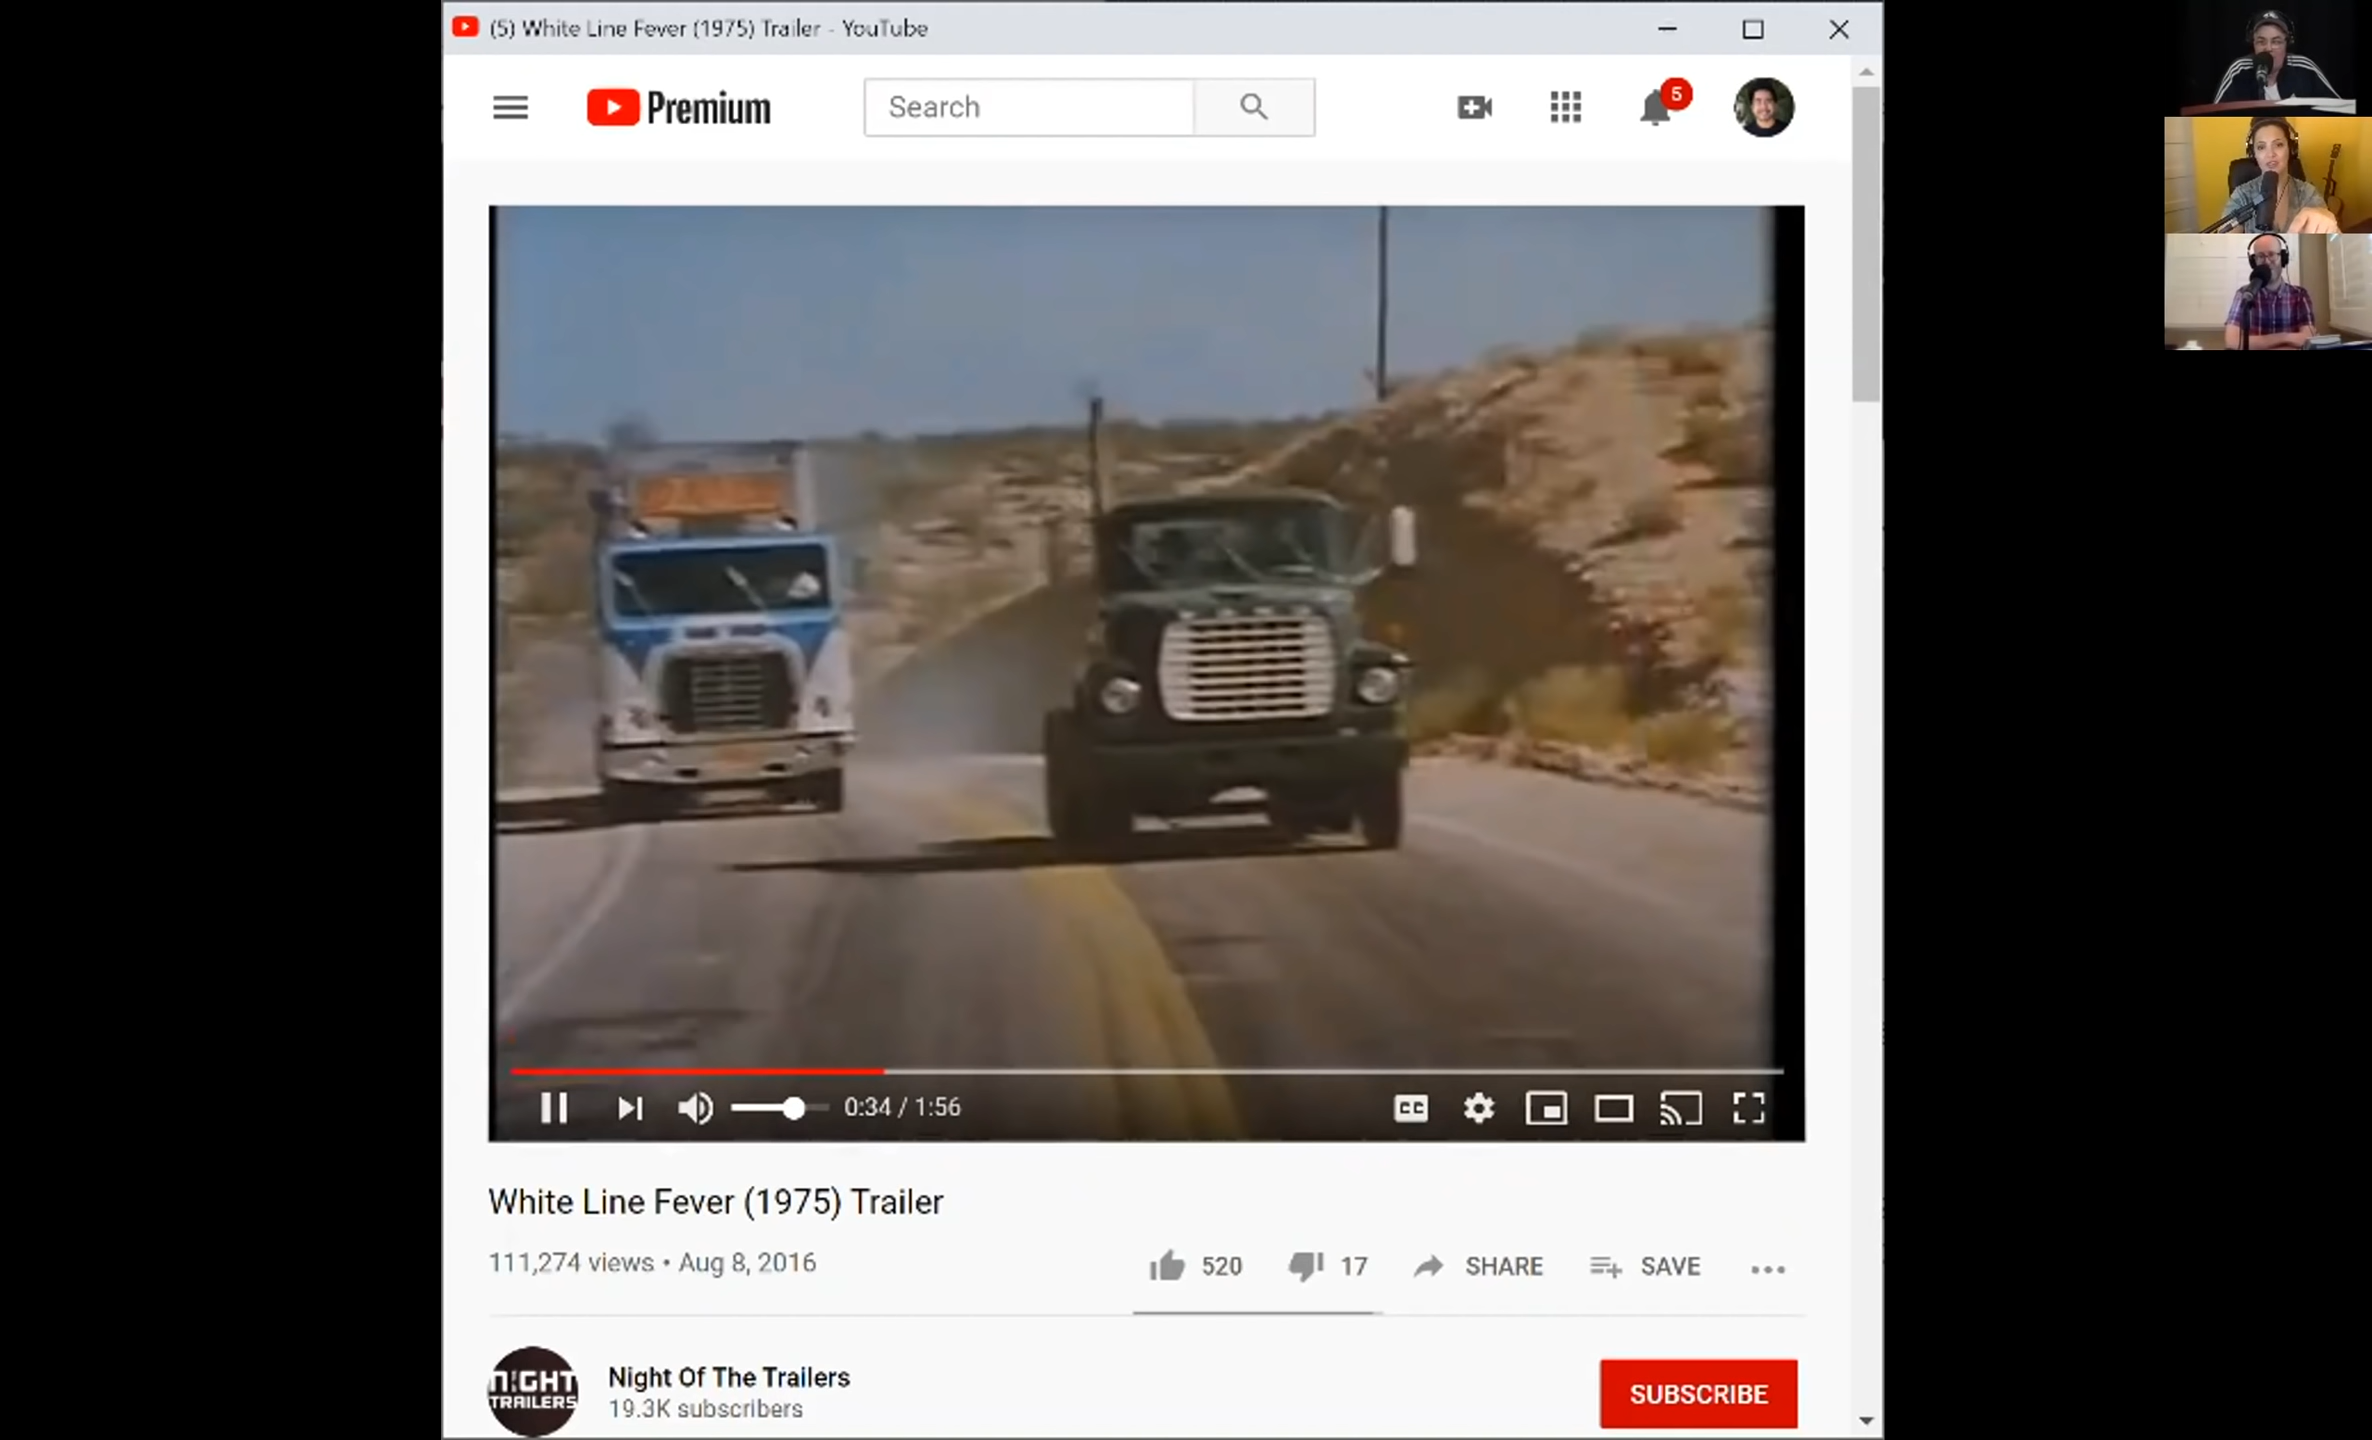 (5) White Line Fever (1975) Trailer - YouTube
Premium
Search
5
0:34 / 1:56
CC
White Line Fever (1975) Trailer
111,274 views • Aug 8, 2016
520
17
SHARE
SAVE
NIGHT
TRAILERS
Night Of The Trailers
19.3K subscribers
SUBSCRIBE